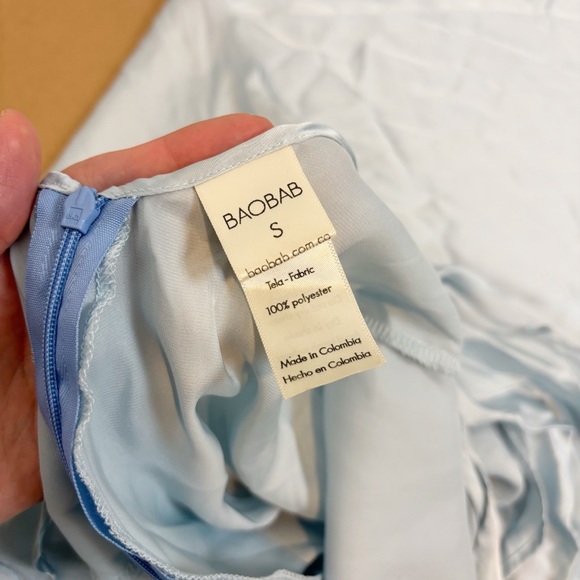 BAOBAB
S
baobab.com.co
Tela-Fabric
100% polyester
Made in Colombia
Hecho en Colombia